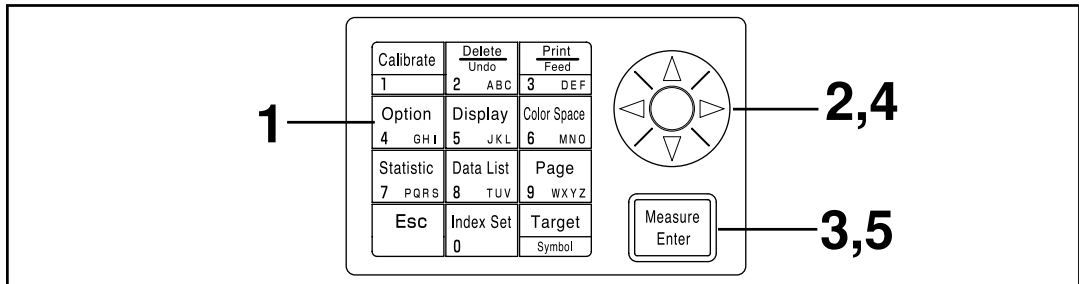 Calibrate
1
Delete
Undo
2 ABC
Print
Feed
3 DEF
Option
4 GHI
Display
5 JKL
Color Space
6 MNO
Statistic
7 PQRS
Data List
8 TUV
Page
9 WXYZ
Esc
Index Set
0
Target
Symbol
Measure
Enter
1
2,4
3,5